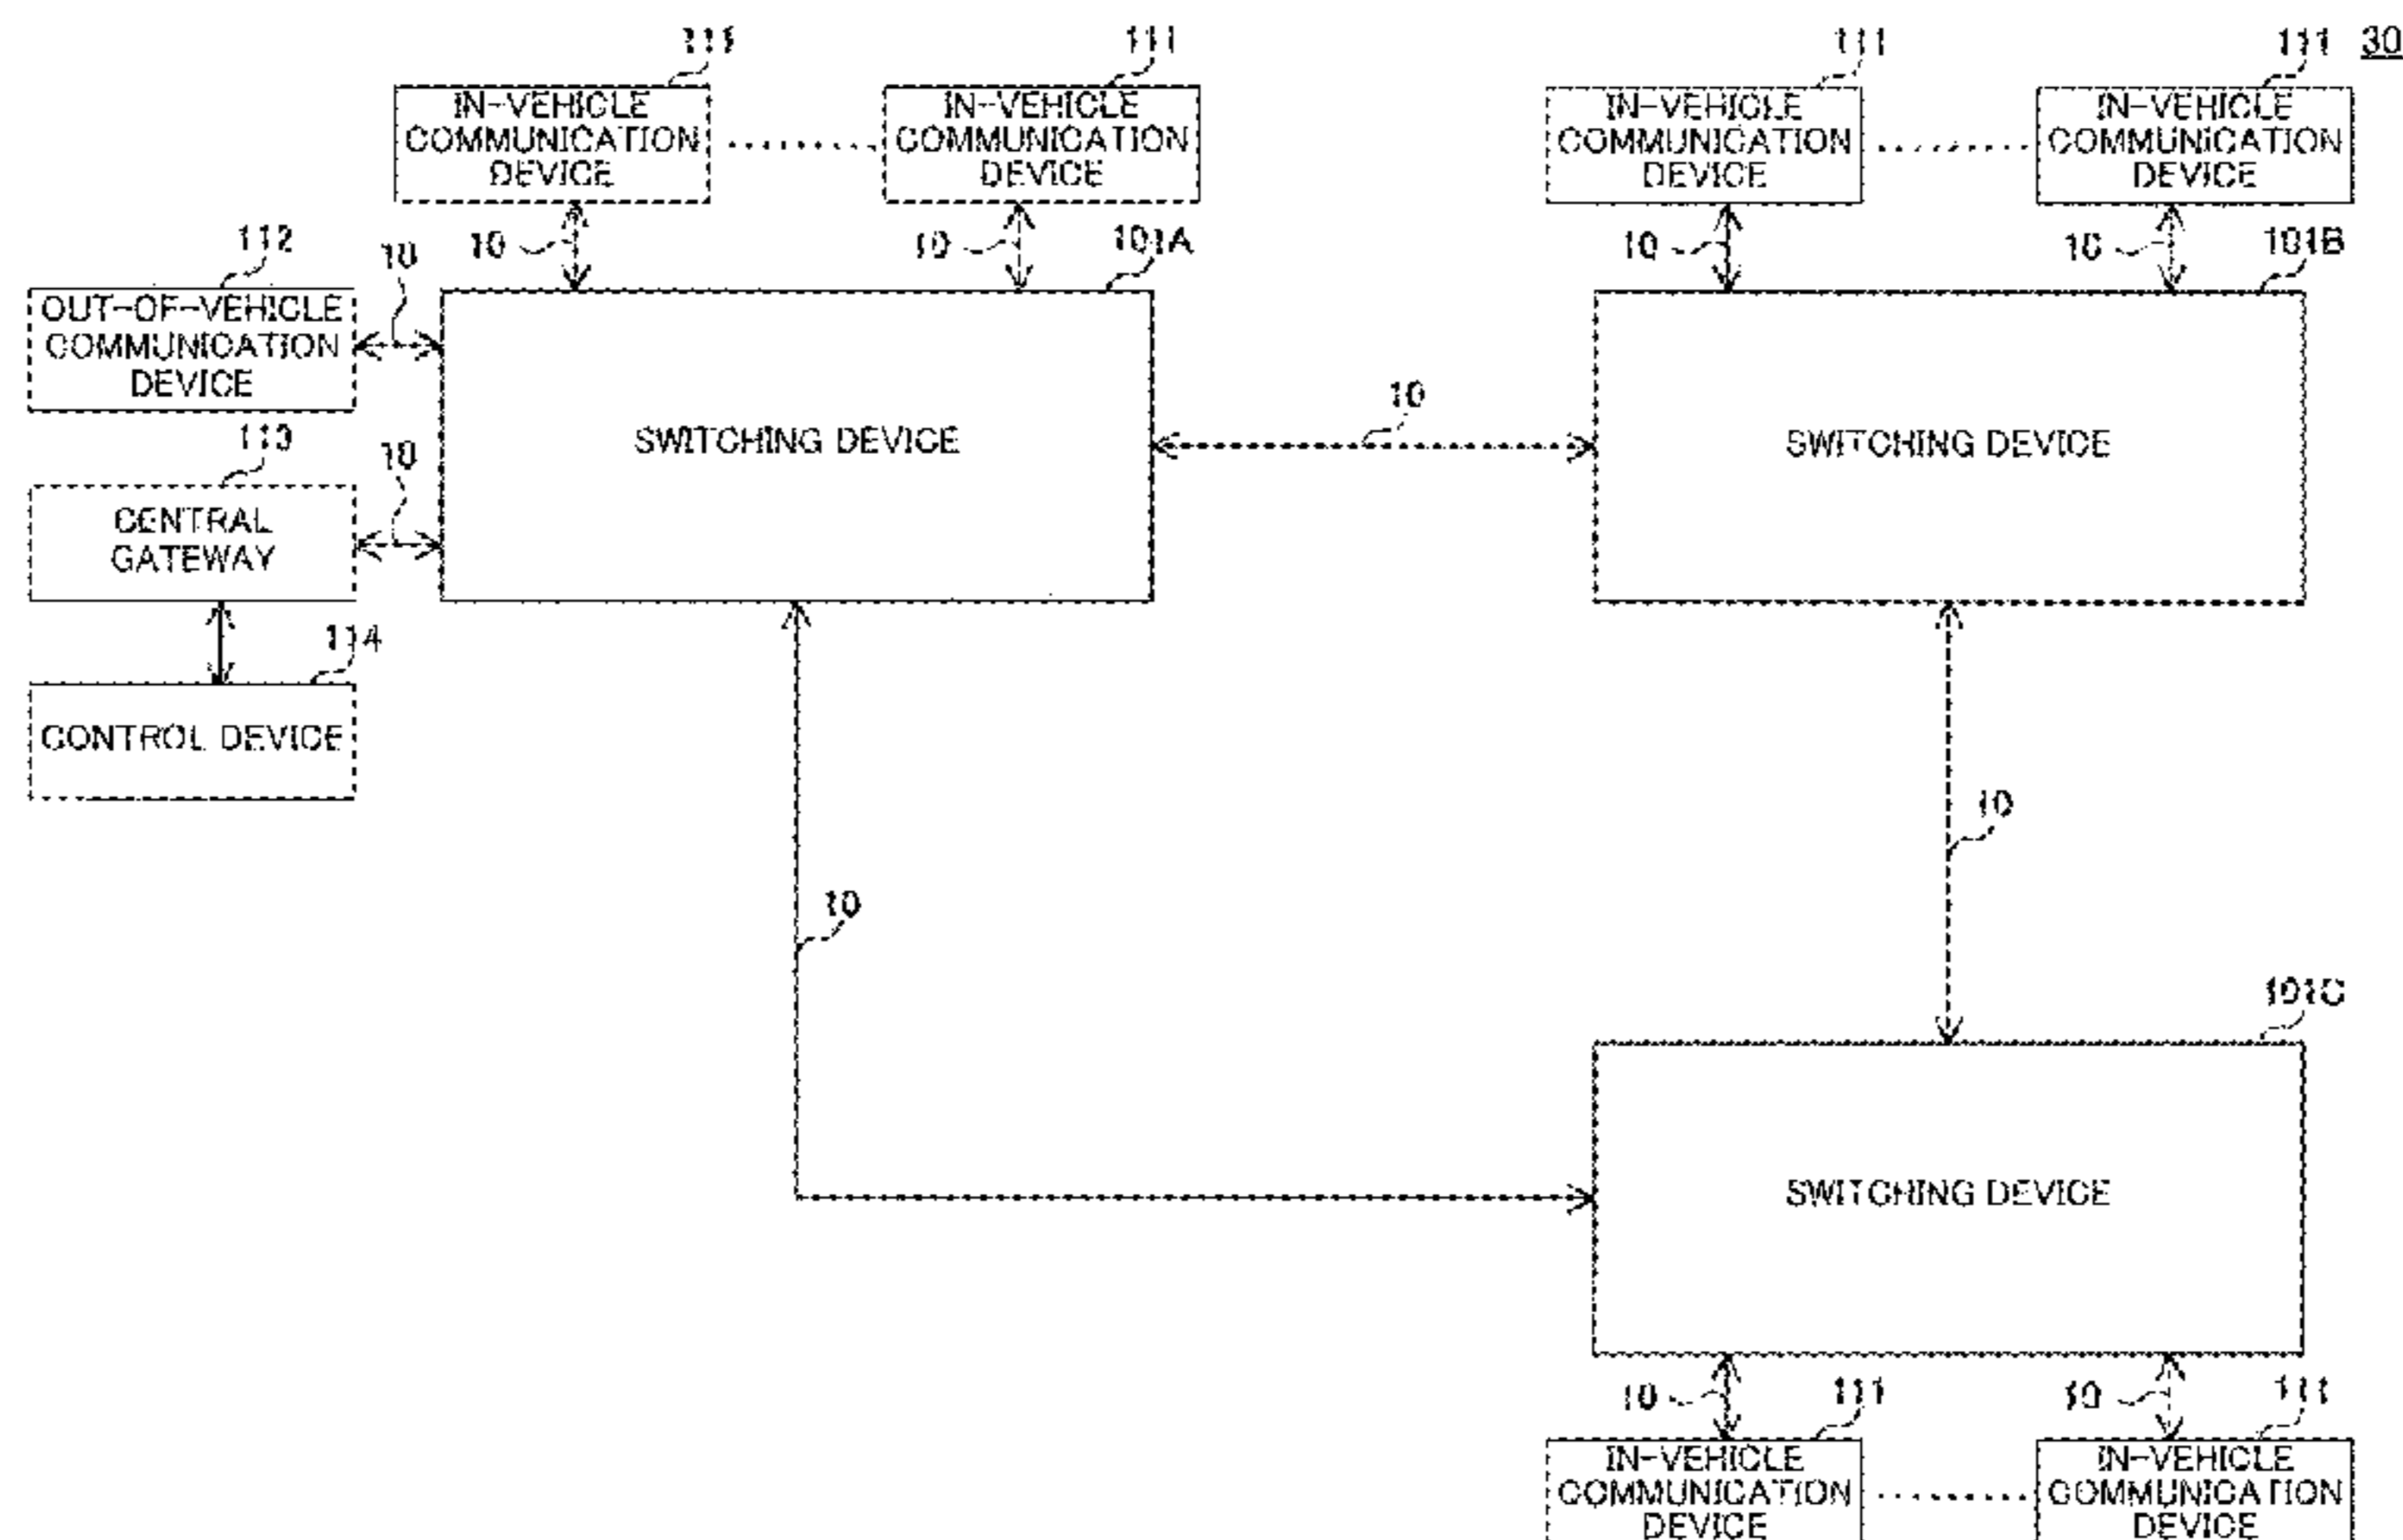 111
111
111
111
30
IN-VEHICLE
COMMUNICATION
DEVICE
IN-VEHICLE
COMMUNICATION
DEVICE
IN-VEHICLE
COMMUNICATION
DEVICE
IN-VEHICLE
COMMUNICATION
DEVICE
112
10
10
10
101A
10
10
101B
OUT-OF-VEHICLE
COMMUNICATION
DEVICE
113
10
SWITCHING DEVICE
10
SWITCHING DEVICE
CENTRAL
GATEWAY
114
CONTROL DEVICE
10
10
101C
SWITCHING DEVICE
10
111
10
111
IN-VEHICLE
COMMUNICATION
DEVICE
IN-VEHICLE
COMMUNICATION
DEVICE